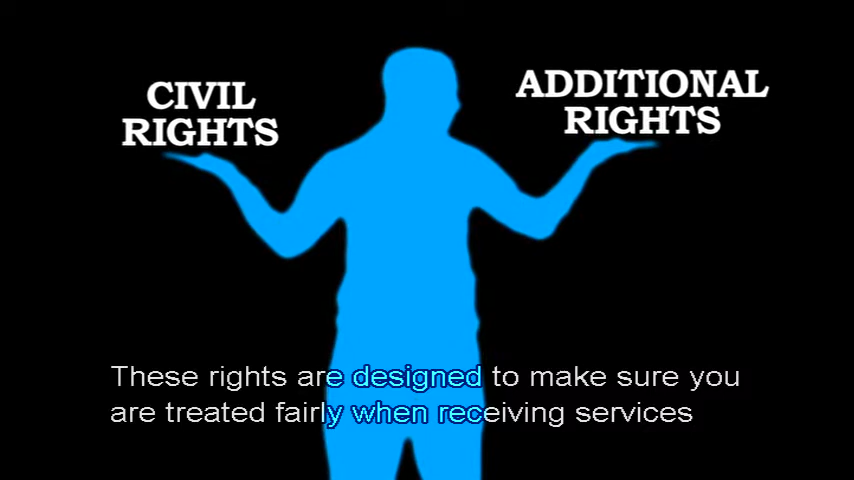 CIVIL
RIGHTS
ADDITIONAL
RIGHTS
These rights are designed to make sure you
are treated fairly when receiving services